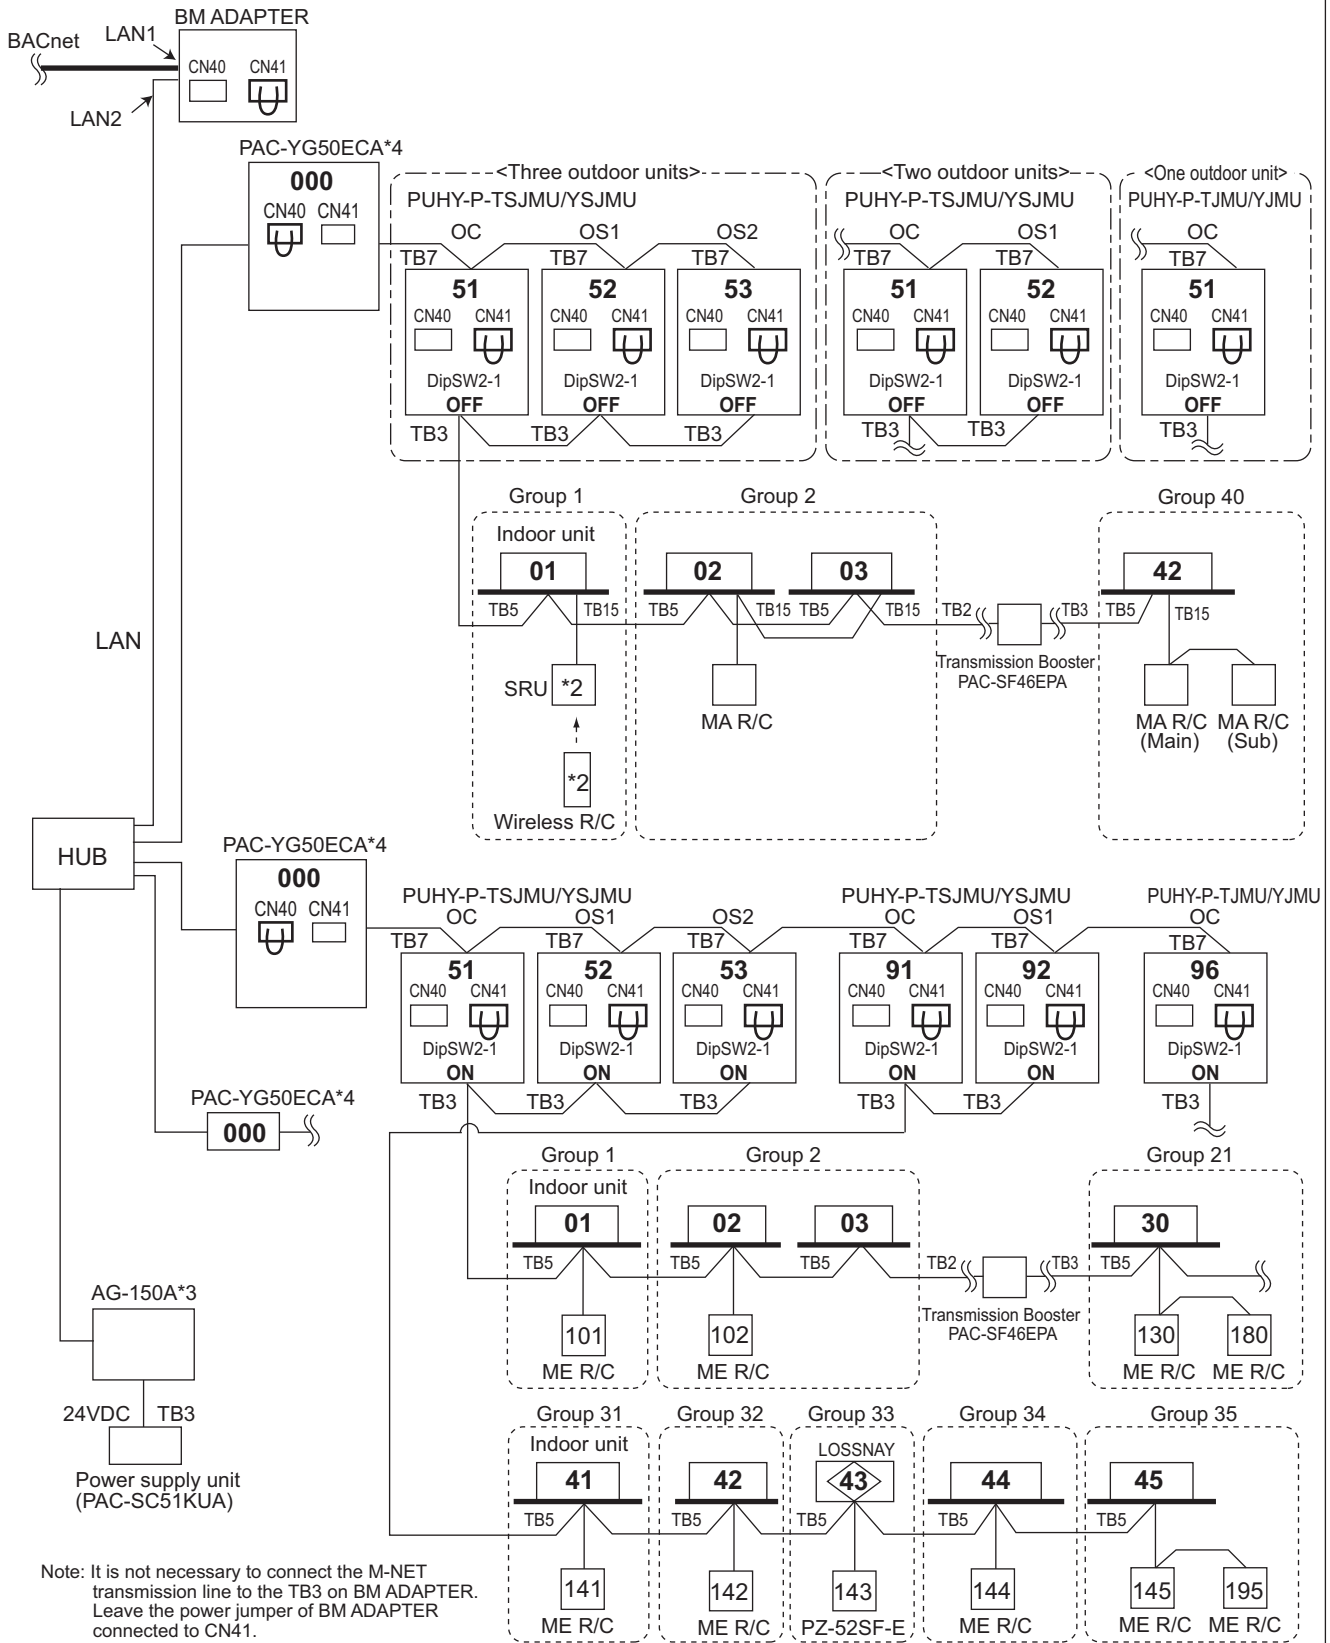 BM ADAPTER
BACnet
LAN1
CN40 CN41
LAN2
PAC-YG50ECA*4
000
CN40 CN41
<Three outdoor units>
PUHY-P-TSJMU/YSJMU
OC OS1 OS2
TB7 TB7 TB7
51 52 53
CN40 CN41 CN40 CN41 CN40 CN41
DipSW2-1 DipSW2-1 DipSW2-1
OFF OFF OFF
TB3 TB3 TB3
<Two outdoor units>
PUHY-P-TSJMU/YSJMU
OC OS1
TB7 TB7
51 52
CN40 CN41 CN40 CN41
DipSW2-1 DipSW2-1
OFF OFF
TB3 TB3
<One outdoor unit>
PUHY-P-TJMU/YJMU
OC
TB7
51
CN40 CN41
DipSW2-1
OFF
TB3
Group 1 Group 2 Group 40
Indoor unit
01 02 03 42
TB5 TB15 TB5 TB15 TB5 TB15 TB2 TB3 TB5 TB15
Transmission Booster
PAC-SF46EPA
SRU *2
*2
Wireless R/C
MA R/C
MA R/C
(Main)
MA R/C
(Sub)
LAN
HUB
PAC-YG50ECA*4
000
CN40 CN41
PUHY-P-TSJMU/YSJMU PUHY-P-TSJMU/YSJMU PUHY-P-TJMU/YJMU
OC OS1 OS2 OC OS1 OC
TB7 TB7 TB7 TB7 TB7 TB7
51 52 53 91 92 96
CN40 CN41 CN40 CN41 CN40 CN41 CN40 CN41 CN40 CN41 CN40 CN41
DipSW2-1 DipSW2-1 DipSW2-1 DipSW2-1 DipSW2-1 DipSW2-1
ON ON ON ON ON ON
TB3 TB3 TB3 TB3 TB3 TB3
PAC-YG50ECA*4
000
Group 1 Group 2 Group 21
Indoor unit
01 02 03 30
TB5 TB5 TB5 TB2 TB3 TB5
Transmission Booster
PAC-SF46EPA
101 102 130 180
ME R/C ME R/C ME R/C ME R/C
AG-150A*3
24VDC TB3
Power supply unit
(PAC-SC51KUA)
Group 31 Group 32 Group 33 Group 34 Group 35
Indoor unit
LOSSNAY
41 42 43 44 45
TB5 TB5 TB5 TB5 TB5
141 142 143 144 145 195
ME R/C ME R/C PZ-52SF-E ME R/C ME R/C ME R/C
Note: It is not necessary to connect the M-NET
transmission line to the TB3 on BM ADAPTER.
Leave the power jumper of BM ADAPTER
connected to CN41.